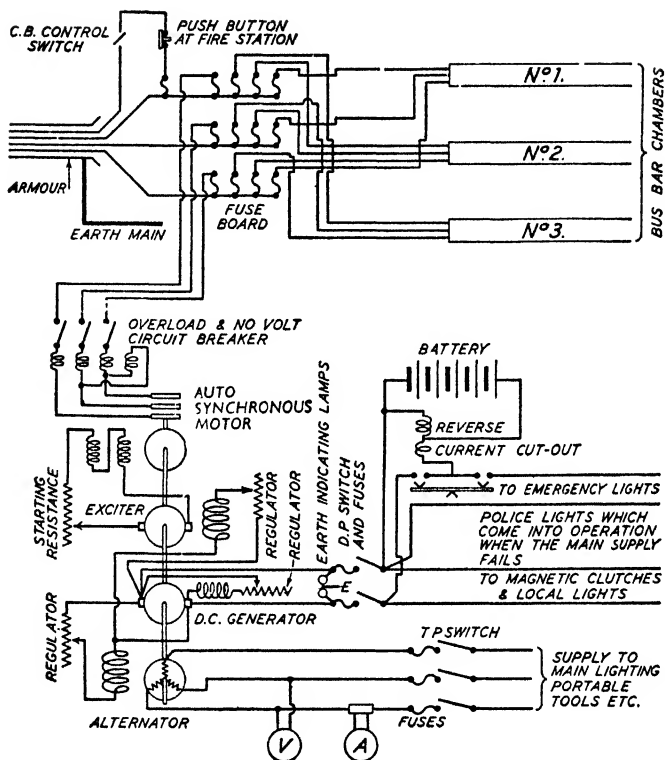 C.B. CONTROL
SWITCH
PUSH BUTTON
AT FIRE STATION
Nº1.
Nº2.
Nº3.
BUS BAR CHAMBERS
ARMOUR
EARTH MAIN
FUSE
BOARD
OVERLOAD & NO VOLT
CIRCUIT BREAKER
AUTO
SYNCHRONOUS
MOTOR
BATTERY
REVERSE
CURRENT CUT-OUT
STARTING
RESISTANCE
EXCITER
REGULATOR
REGULATOR
EARTH INDICATING LAMPS
D.P. SWITCH
AND FUSES
TO EMERGENCY LIGHTS
POLICE LIGHTS WHICH
COME INTO OPERATION
WHEN THE MAIN SUPPLY
FAILS
TO MAGNETIC CLUTCHES
& LOCAL LIGHTS
E
D.C. GENERATOR
REGULATOR
ALTERNATOR
T P SWITCH
FUSES
SUPPLY TO
MAIN LIGHTING
PORTABLE
TOOLS ETC.
V
A